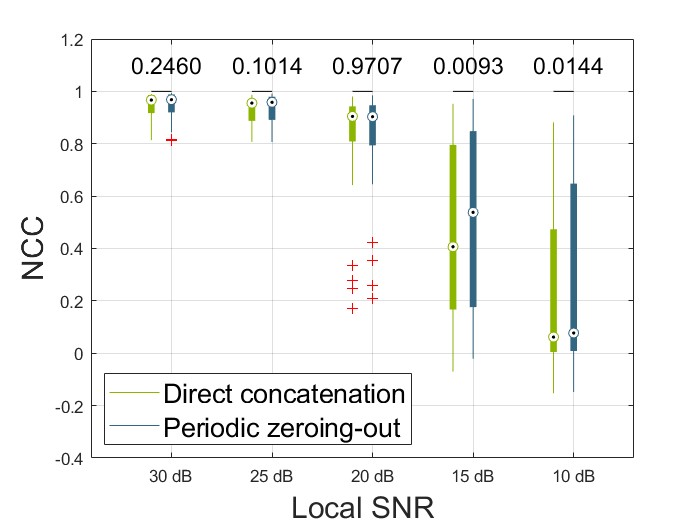 1.2
0.2460 0.1014 0.9707 0.0093 0.0144
1
0.8
0.6
0.4
0.2
0
-0.2
-0.4
NCC
Direct concatenation
Periodic zeroing-out
30 dB 25 dB 20 dB 15 dB 10 dB
Local SNR